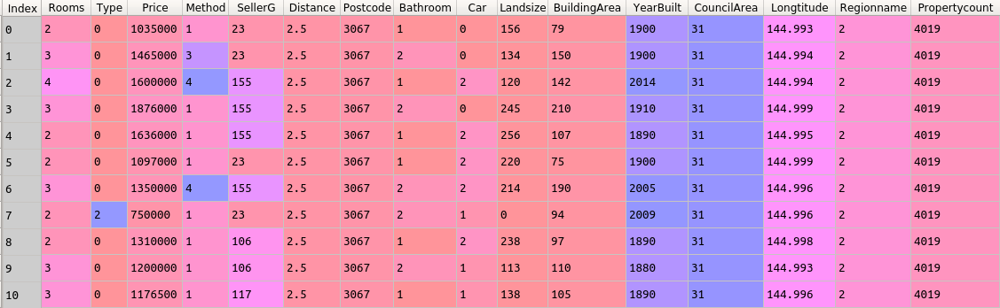 Index Rooms Type Price Method SellerG Distance Postcode Bathroom Car Landsize BuildingArea YearBuilt CouncilArea Longtitude Regionname Propertycount
0 2 0 1035000 1 23 2.5 3067 1 0 156 79 1900 31 144.993 2 4019
1 3 0 1465000 3 23 2.5 3067 2 0 134 150 1900 31 144.994 2 4019
2 4 0 1600000 4 155 2.5 3067 1 2 120 142 2014 31 144.994 2 4019
3 3 0 1876000 1 155 2.5 3067 2 0 245 210 1910 31 144.999 2 4019
4 2 0 1636000 1 155 2.5 3067 1 2 256 107 1890 31 144.995 2 4019
5 2 0 1097000 1 23 2.5 3067 1 2 220 75 1900 31 144.999 2 4019
6 3 0 1350000 4 155 2.5 3067 2 2 214 190 2005 31 144.996 2 4019
7 2 2 750000 1 23 2.5 3067 2 1 0 94 2009 31 144.996 2 4019
8 2 0 1310000 1 106 2.5 3067 1 2 238 97 1890 31 144.998 2 4019
9 3 0 1200000 1 106 2.5 3067 2 1 113 110 1880 31 144.993 2 4019
10 3 0 1176500 1 117 2.5 3067 1 1 138 105 1890 31 144.996 2 4019